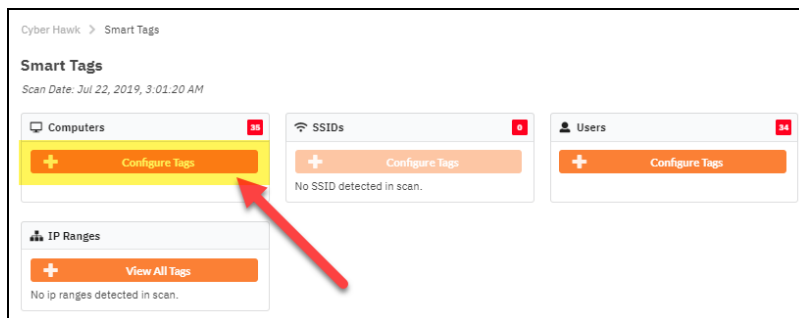 Cyber Hawk > Smart Tags
Smart Tags
Scan Date: Jul 22, 2019, 3:01:20 AM
Computers 35
Configure Tags
SSIDs 0
Configure Tags
No SSID detected in scan.
Users 34
Configure Tags
IP Ranges
View All Tags
No ip ranges detected in scan.